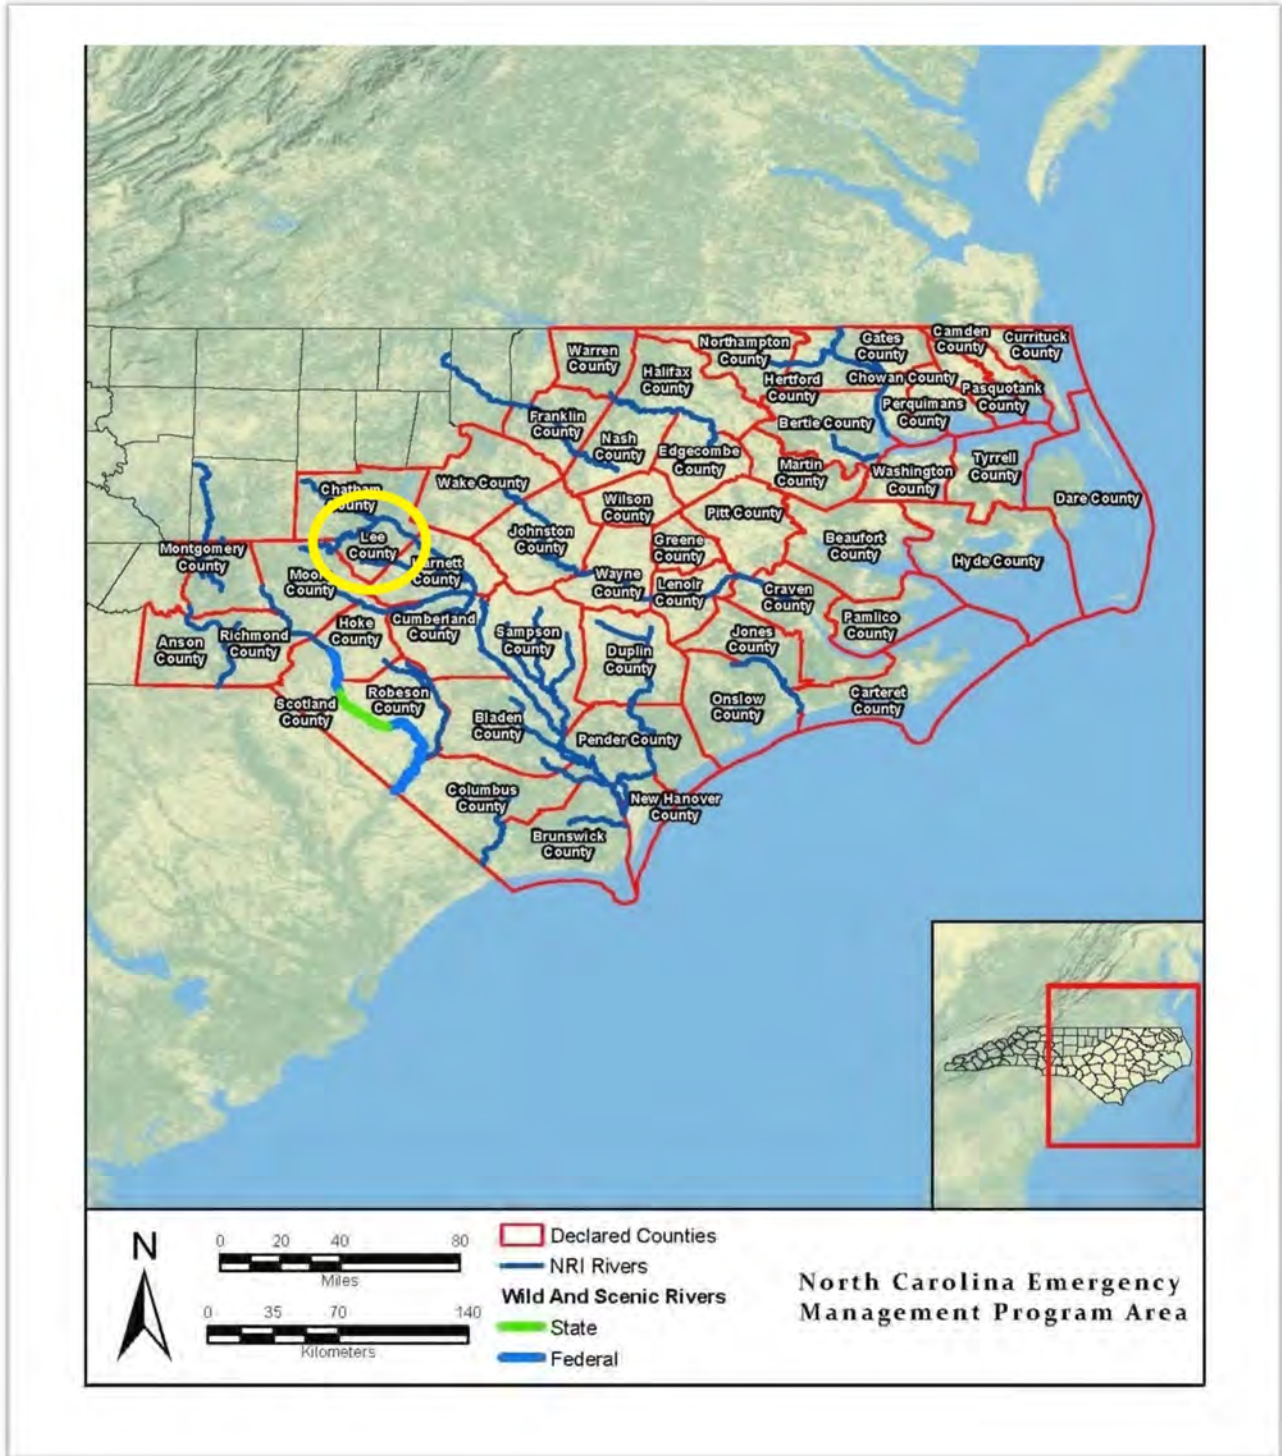 Warren
County
Northampton
County
Gates
County
Camden
County
Currituck
County
Halifax
County
Hertford
County
Chowan County
Pasquotank
County
Perquimans
County
Franklin
County
Bertie County
Nash
County
Edgecombe
County
Martin
County
Washington
County
Tyrrell
County
Dare County
Chatham
County
Wake County
Wilson
County
Pitt County
Lee
County
Johnston
County
Greene
County
Beaufort
County
Hyde County
Montgomery
County
Moore
County
Harnett
County
Wayne
County
Lenoir
County
Craven
County
Pamlico
County
Anson
County
Richmond
County
Hoke
County
Cumberland
County
Sampson
County
Duplin
County
Jones
County
Scotland
County
Robeson
County
Bladen
County
Pender County
Onslow
County
Carteret
County
Columbus
County
New Hanover
County
Brunswick
County
N
0 20 40 80
Miles
0 35 70 140
Kilometers
Declared Counties
NRI Rivers
Wild And Scenic Rivers
State
Federal
North Carolina Emergency
Management Program Area